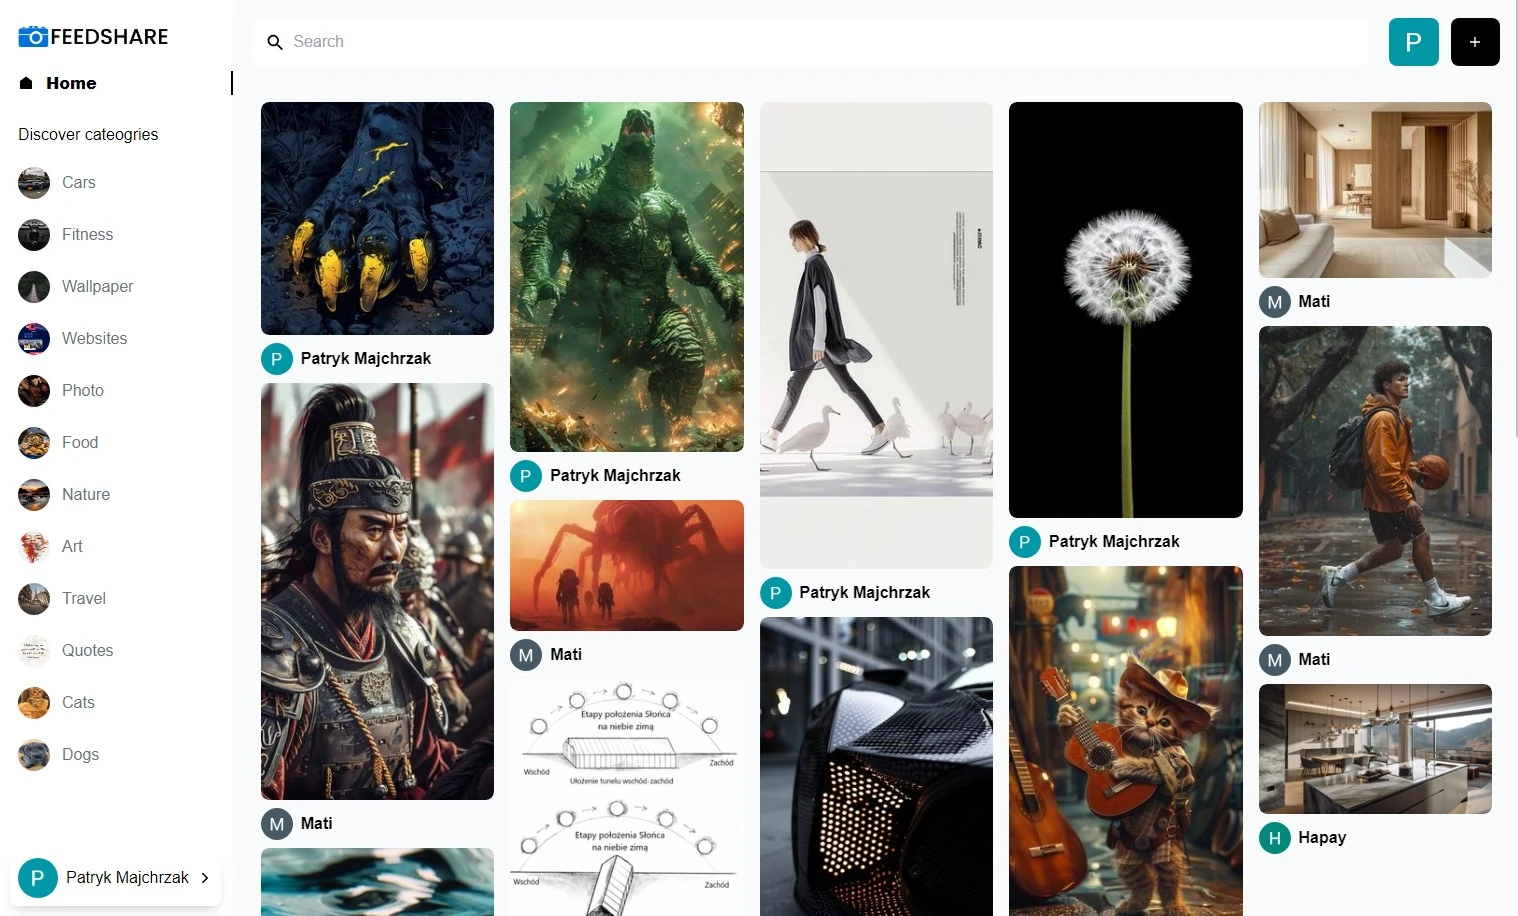 FEEDSHARE
Search
P
+
Home
Discover cateogries
Cars
Fitness
Wallpaper
Websites
Photo
Food
Nature
Art
Travel
Quotes
Cats
Dogs
P Patryk Majchrzak
P Patryk Majchrzak
M Mati
P Patryk Majchrzak
M Mati
Etapy położenia Słońca
na niebie zimą
Wschód
Zachód
Ułożenie tunelu wschód-zachód
Etapy położenia Słońca
na niebie zimą
Wschód
Zachód
P Patryk Majchrzak
P Patryk Majchrzak
M Mati
M Mati
H Hapay